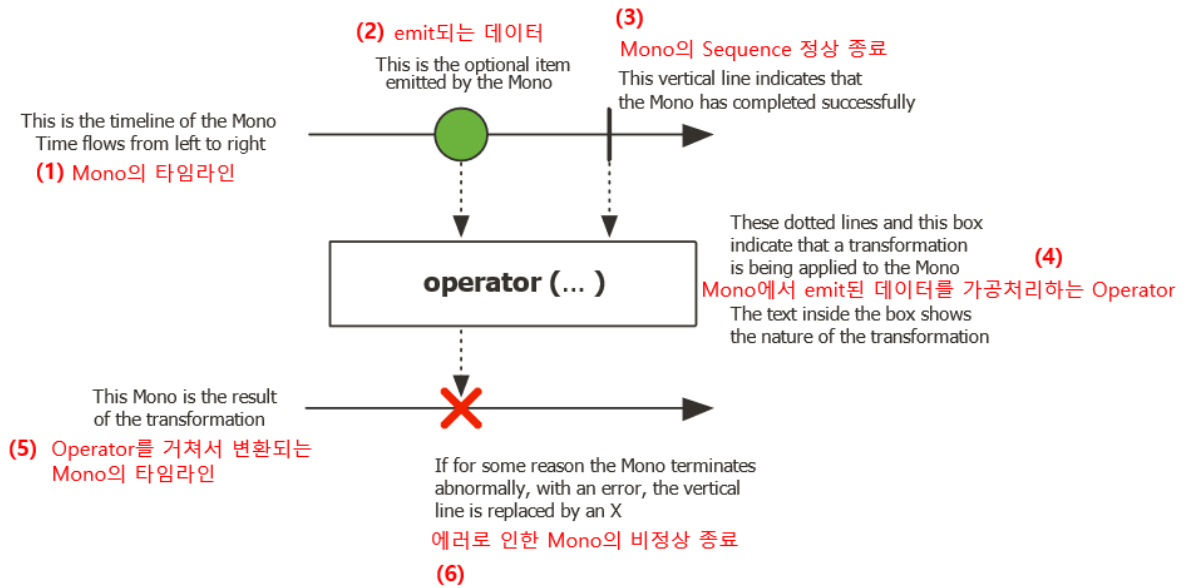 (2) emit되는 데이터
This is the optional item
emitted by the Mono
(3)
Mono의 Sequence 정상 종료
This vertical line indicates that
the Mono has completed successfully
This is the timeline of the Mono
Time flows from left to right
(1) Mono의 타임라인
These dotted lines and this box
indicate that a transformation
is being applied to the Mono
(4)
Mono에서 emit된 데이터를 가공처리하는 Operator
The text inside the box shows
the nature of the transformation
operator (... )
This Mono is the result
of the transformation
(5) Operator를 거쳐서 변환되는
Mono의 타임라인
If for some reason the Mono terminates
abnormally, with an error, the vertical
line is replaced by an X
에러로 인한 Mono의 비정상 종료
(6)